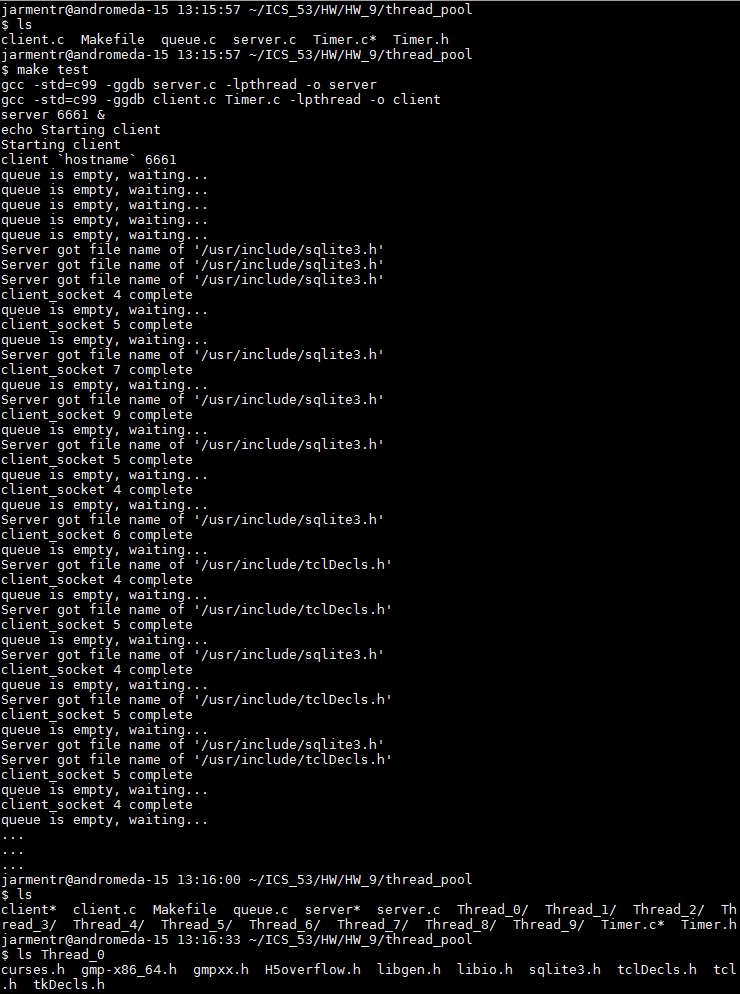 jarmentr@andromeda-15 13:15:57 ~/ICS_53/HW/HW_9/thread_pool
$ ls
client.c  Makefile  queue.c  server.c  Timer.c*  Timer.h
jarmentr@andromeda-15 13:15:57 ~/ICS_53/HW/HW_9/thread_pool
$ make test
gcc -std=c99 -ggdb server.c -lpthread -o server
gcc -std=c99 -ggdb client.c Timer.c -lpthread -o client
server 6661 &
echo Starting client
Starting client
client `hostname` 6661
queue is empty, waiting...
queue is empty, waiting...
queue is empty, waiting...
queue is empty, waiting...
queue is empty, waiting...
Server got file name of '/usr/include/sqlite3.h'
Server got file name of '/usr/include/sqlite3.h'
Server got file name of '/usr/include/sqlite3.h'
client_socket 4 complete
queue is empty, waiting...
client_socket 5 complete
queue is empty, waiting...
Server got file name of '/usr/include/sqlite3.h'
client_socket 7 complete
queue is empty, waiting...
Server got file name of '/usr/include/sqlite3.h'
client_socket 9 complete
queue is empty, waiting...
Server got file name of '/usr/include/sqlite3.h'
client_socket 5 complete
queue is empty, waiting...
client_socket 4 complete
queue is empty, waiting...
Server got file name of '/usr/include/sqlite3.h'
client_socket 6 complete
queue is empty, waiting...
Server got file name of '/usr/include/tclDecls.h'
client_socket 4 complete
queue is empty, waiting...
Server got file name of '/usr/include/tclDecls.h'
client_socket 5 complete
queue is empty, waiting...
Server got file name of '/usr/include/sqlite3.h'
client_socket 4 complete
queue is empty, waiting...
Server got file name of '/usr/include/tclDecls.h'
client_socket 5 complete
queue is empty, waiting...
Server got file name of '/usr/include/sqlite3.h'
Server got file name of '/usr/include/tclDecls.h'
client_socket 5 complete
queue is empty, waiting...
client_socket 4 complete
queue is empty, waiting...
...
...
...
jarmentr@andromeda-15 13:16:00 ~/ICS_53/HW/HW_9/thread_pool
$ ls
client*  client.c  Makefile  queue.c  server*  server.c  Thread_0/  Thread_1/  Thread_2/  Th
read_3/  Thread_4/  Thread_5/  Thread_6/  Thread_7/  Thread_8/  Thread_9/  Timer.c*  Timer.h
jarmentr@andromeda-15 13:16:33 ~/ICS_53/HW/HW_9/thread_pool
$ ls Thread_0
curses.h  gmp-x86_64.h  gmpxx.h  H5overflow.h  libgen.h  libio.h  sqlite3.h  tclDecls.h  tcl
.h  tkDecls.h